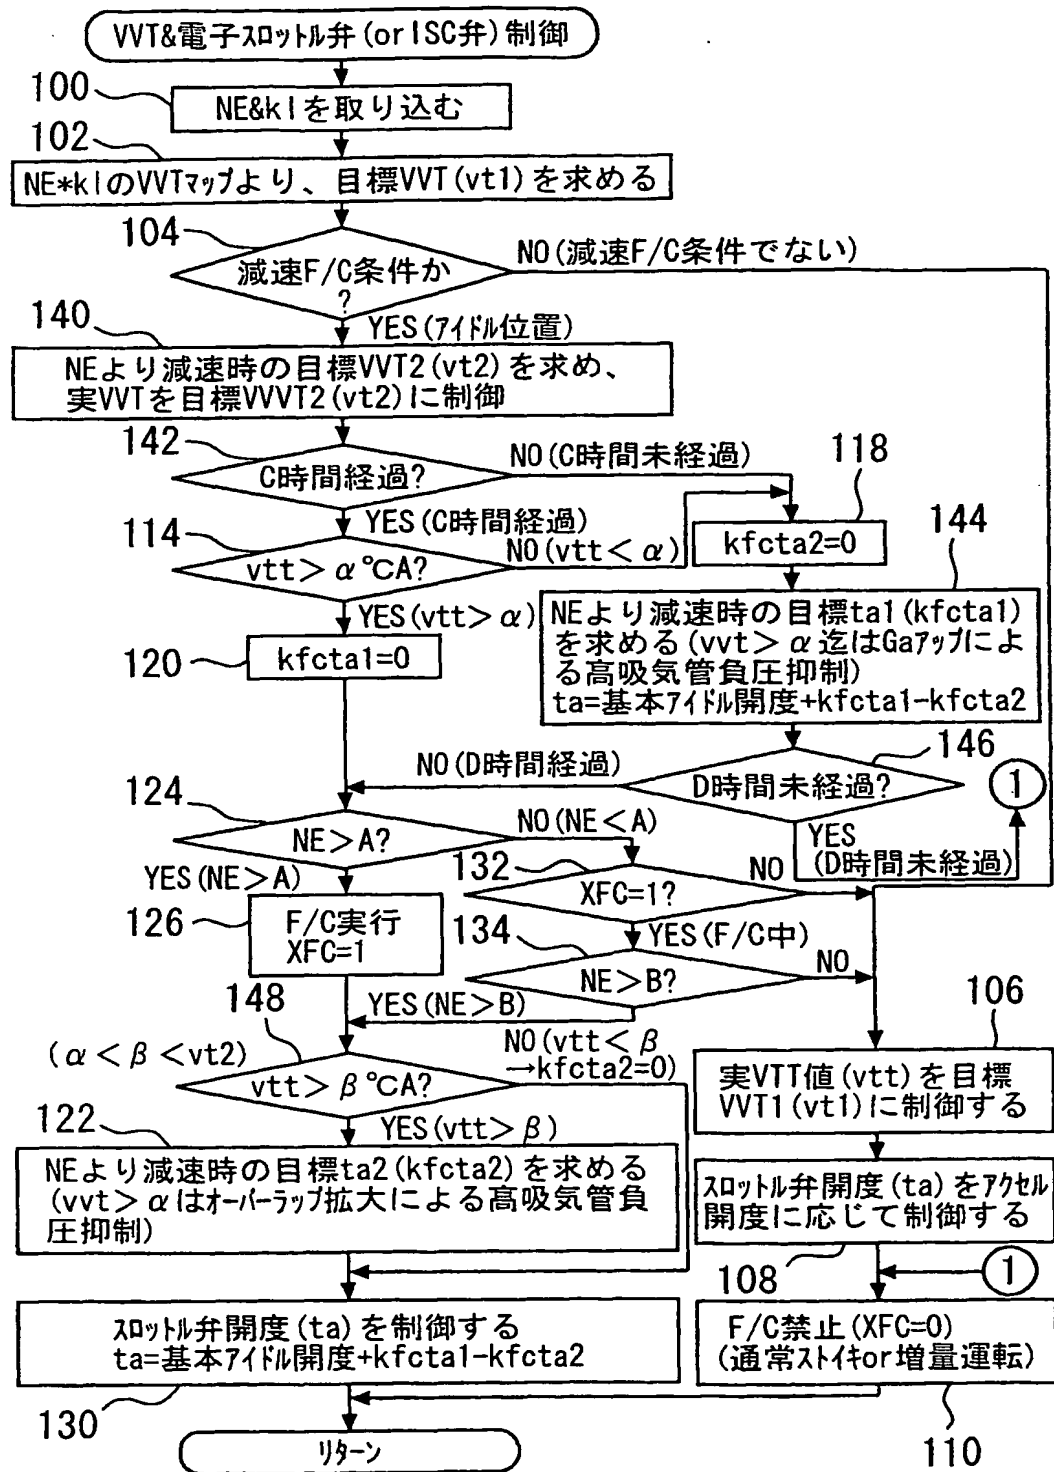 VVT&電子スロットル弁(orISC弁)制御
100
NE&klを取り込む
102
NE*klのVVTマップより、目標VVT(vt1)を求める
104
減速F/C条件か
?
NO(減速F/C条件でない)
YES(アイドル位置)
140
NEより減速時の目標VVT2(vt2)を求め、
実VVTを目標VVVT2(vt2)に制御
142
C時間経過?
NO(C時間未経過)
118
YES(C時間経過)
114
vtt>α℃A?
NO(vtt<α)
kfcta2=0
144
YES(vtt>α)
120
kfcta1=0
NEより減速時の目標ta1(kfcta1)
を求める(vvt>α迄はGaアップによ
る高吸気管負圧抑制)
ta=基本アイドル開度+kfcta1-kfcta2
146
NO(D時間経過)
D時間未経過?
1
YES
(D時間未経過)
124
NE>A?
NO(NE<A)
132
XFC=1?
NO
YES(NE>A)
126
F/C実行
XFC=1
YES(F/C中)
134
NE>B?
NO
YES(NE>B)
148
(α<β<vt2)
vtt>β℃A?
NO(vtt<β
→kfcta2=0)
YES(vtt>β)
106
実VTT値(vtt)を目標
VVT1(vt1)に制御する
122
NEより減速時の目標ta2(kfcta2)を求める
(vvt>αはオーバーラップ拡大による高吸気管負
圧抑制)
スロットル弁開度(ta)をアクセル
開度に応じて制御する
108
1
スロットル弁開度(ta)を制御する
ta=基本アイドル開度+kfcta1-kfcta2
130
F/C禁止(XFC=0)
(通常ストイキor増量運転)
110
リターン